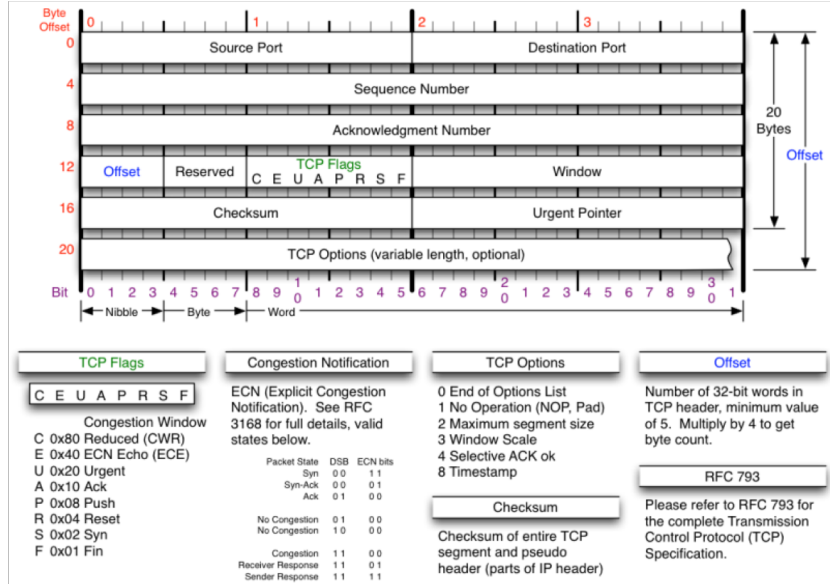 Byte
Offset
0 1 2 3
0 Source Port Destination Port
4 Sequence Number
8 Acknowledgment Number
20
Bytes
Offset
12 Offset Reserved TCP Flags Window
C E U A P R S F
16 Checksum Urgent Pointer
20 TCP Options (variable length, optional)
Bit 0 1 2 3 4 5 6 7 8 9 10 1 2 3 4 5 6 7 8 9 20 1 2 3 4 5 6 7 8 9 30 1
Nibble Byte Word
TCP Flags
C E U A P R S F
Congestion Window
C 0x80 Reduced (CWR)
E 0x40 ECN Echo (ECE)
U 0x20 Urgent
A 0x10 Ack
P 0x08 Push
R 0x04 Reset
S 0x02 Syn
F 0x01 Fin
Congestion Notification
ECN (Explicit Congestion
Notification). See RFC
3168 for full details, valid
states below.
Packet State DSB ECN bits
Syn 0 0 1 1
Syn-Ack 0 0 0 1
Ack 0 1 0 0
No Congestion 0 1 0 0
No Congestion 1 0 0 0
Congestion 1 1 0 0
Receiver Response 1 1 0 1
Sender Response 1 1 1 1
TCP Options
0 End of Options List
1 No Operation (NOP, Pad)
2 Maximum segment size
3 Window Scale
4 Selective ACK ok
8 Timestamp
Checksum
Checksum of entire TCP
segment and pseudo
header (parts of IP header)
Offset
Number of 32-bit words in
TCP header, minimum value
of 5. Multiply by 4 to get
byte count.
RFC 793
Please refer to RFC 793 for
the complete Transmission
Control Protocol (TCP)
Specification.